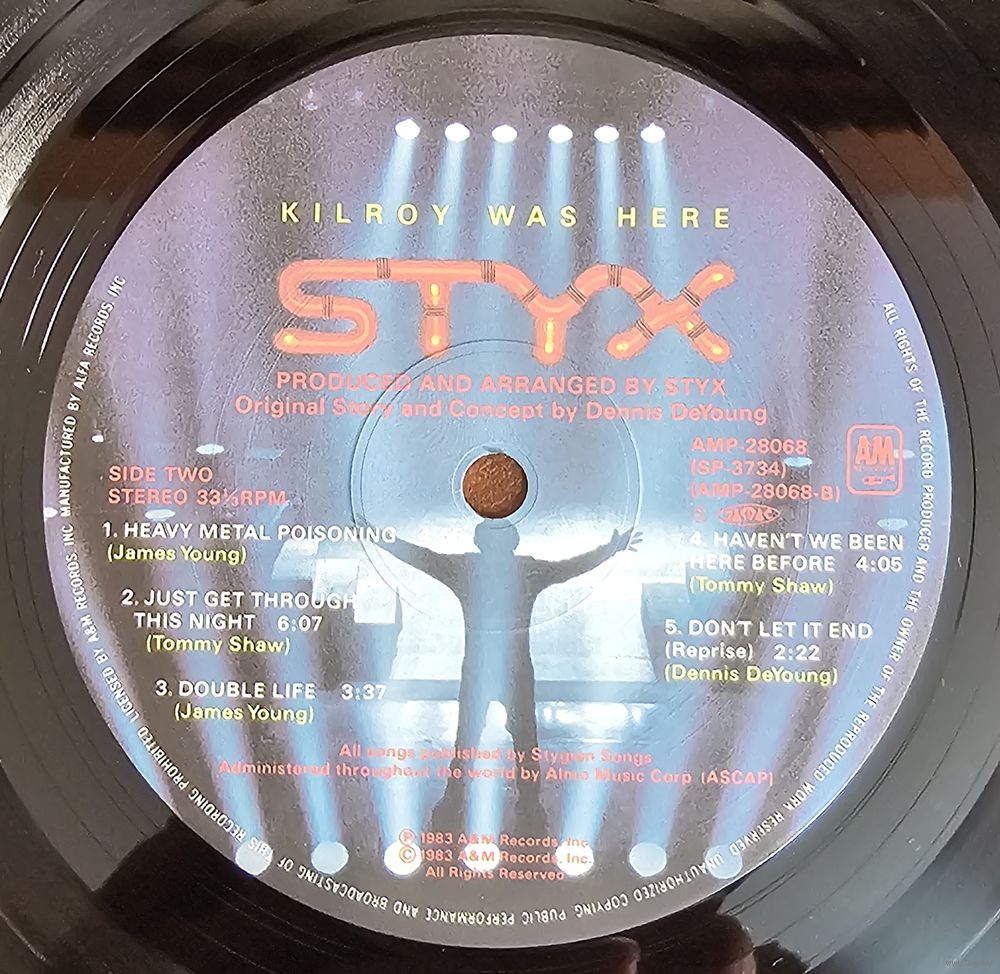 KILROY WAS HERE
STYX
PRODUCED AND ARRANGED BY STYX
Original Story and Concept by Dennis DeYoung
AMP-28068
(SP-3734)
(AMP-28068-B)
AM
SIDE TWO
STEREO 33⅓RPM
1. HEAVY METAL POISONING
(James Young)
2. JUST GET THROUGH
THIS NIGHT 6:07
(Tommy Shaw)
3. DOUBLE LIFE 3:37
(James Young)
4. HAVEN'T WE BEEN
HERE BEFORE 4:05
(Tommy Shaw)
5. DON'T LET IT END
(Reprise) 2:22
(Dennis DeYoung)
All songs published by Stygian Songs
Administered throughout the world by Almo Music Corp (ASCAP)
Ⓟ 1983 A&M Records, Inc.
© 1983 A&M Records, Inc.
All Rights Reserved
ALL RIGHTS OF THE RECORD PRODUCER AND THE OWNER OF THE REPRODUCED WORK RESERVED UNAUTHORIZED COPYING, PUBLIC PERFORMANCE AND BROADCASTING OF THIS RECORDING PROHIBITED LICENSED BY A&M RECORDS INC MANUFACTURED BY ALFA RECORDS INC